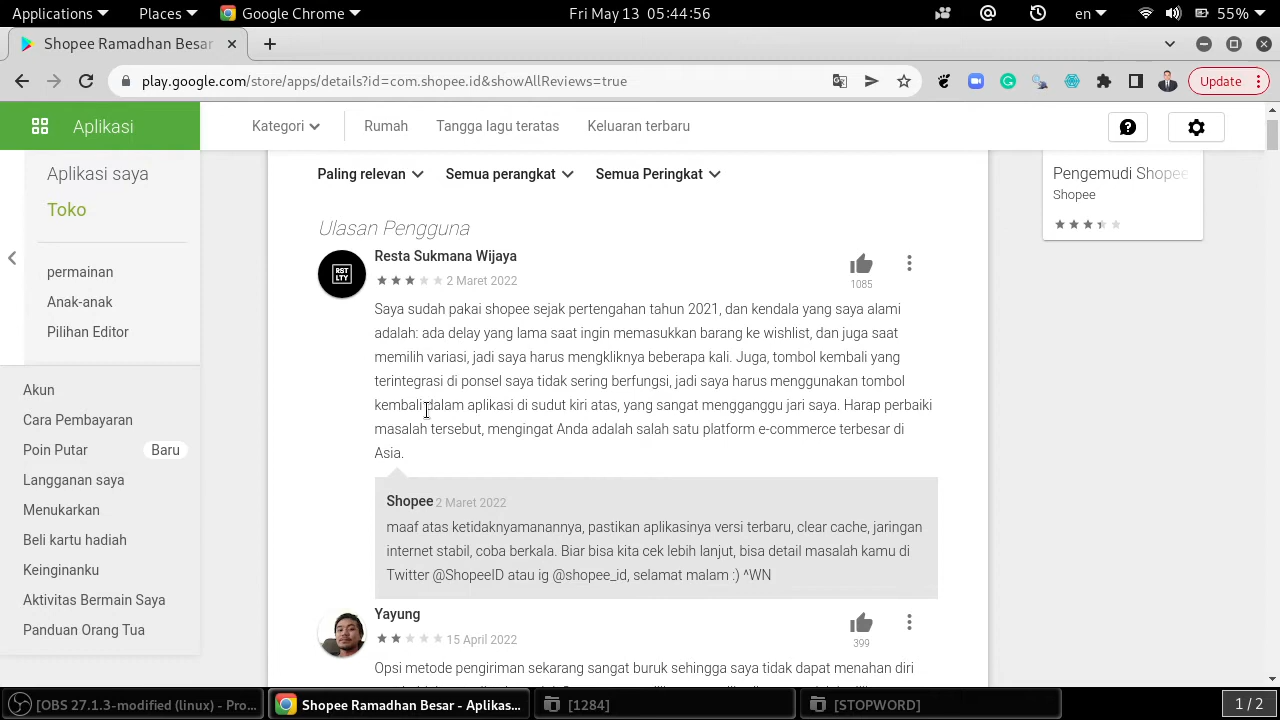 Applications Places Google Chrome Fri May 13 05:44:56 en 55%
Shopee Ramadhan Besar
play.google.com/store/apps/details?id=com.shopee.id&showAllReviews=true Update
Aplikasi Kategori Rumah Tangga lagu teratas Keluaran terbaru
Aplikasi saya
Toko
permainan
Anak-anak
Pilihan Editor
Akun
Cara Pembayaran
Poin Putar Baru
Langganan saya
Menukarkan
Beli kartu hadiah
Keinginanku
Aktivitas Bermain Saya
Panduan Orang Tua
Paling relevan Semua perangkat Semua Peringkat
Ulasan Pengguna
RST
LTY
Resta Sukmana Wijaya
2 Maret 2022
1085
Saya sudah pakai shopee sejak pertengahan tahun 2021, dan kendala yang saya alami
adalah: ada delay yang lama saat ingin memasukkan barang ke wishlist, dan juga saat
memilih variasi, jadi saya harus mengkliknya beberapa kali. Juga, tombol kembali yang
terintegrasi di ponsel saya tidak sering berfungsi, jadi saya harus menggunakan tombol
kembali dalam aplikasi di sudut kiri atas, yang sangat mengganggu jari saya. Harap perbaiki
masalah tersebut, mengingat Anda adalah salah satu platform e-commerce terbesar di
Asia.
Shopee 2 Maret 2022
maaf atas ketidaknyamanannya, pastikan aplikasinya versi terbaru, clear cache, jaringan
internet stabil, coba berkala. Biar bisa kita cek lebih lanjut, bisa detail masalah kamu di
Twitter @ShopeeID atau ig @shopee_id, selamat malam :) ^WN
Yayung
15 April 2022
399
Opsi metode pengiriman sekarang sangat buruk sehingga saya tidak dapat menahan diri
Pengemudi Shopee
Shopee
[OBS 27.1.3-modified (linux) - Pro... Shopee Ramadhan Besar - Aplikas... [1284] [STOPWORD] 1 / 2